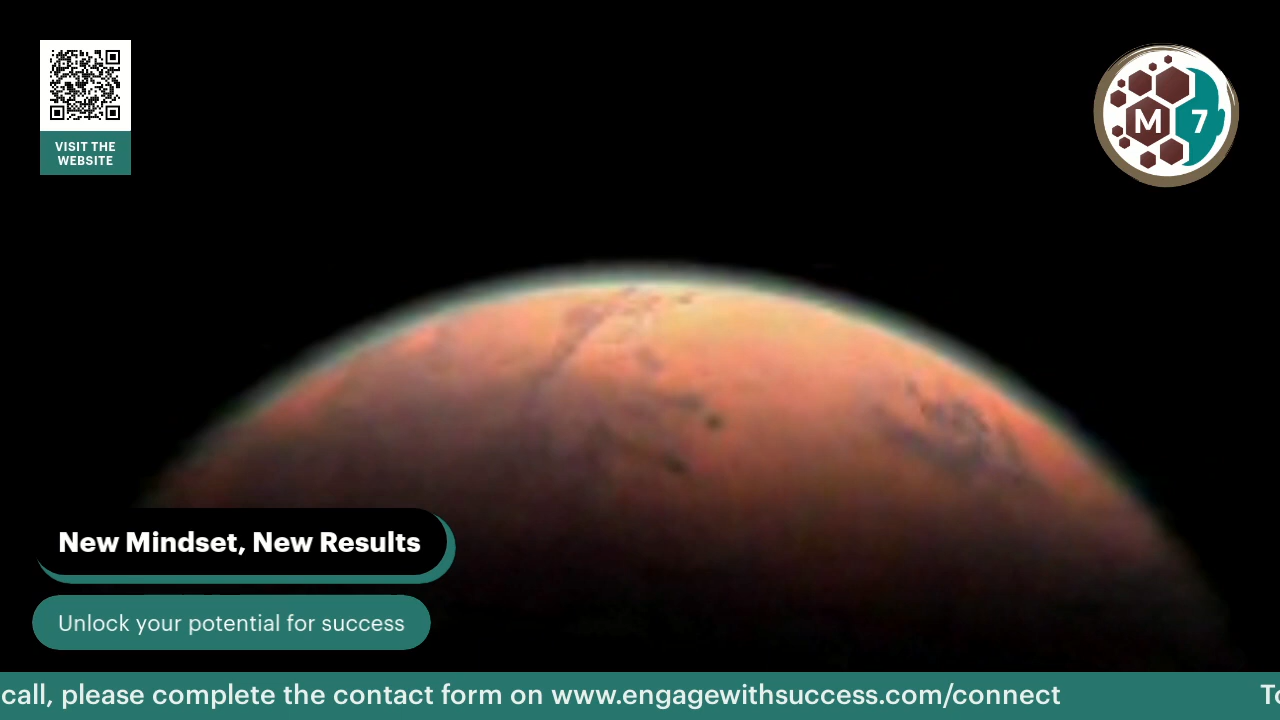 VISIT THE
WEBSITE
M 7
New Mindset, New Results
Unlock your potential for success
call, please complete the contact form on www.engagewithsuccess.com/connect To